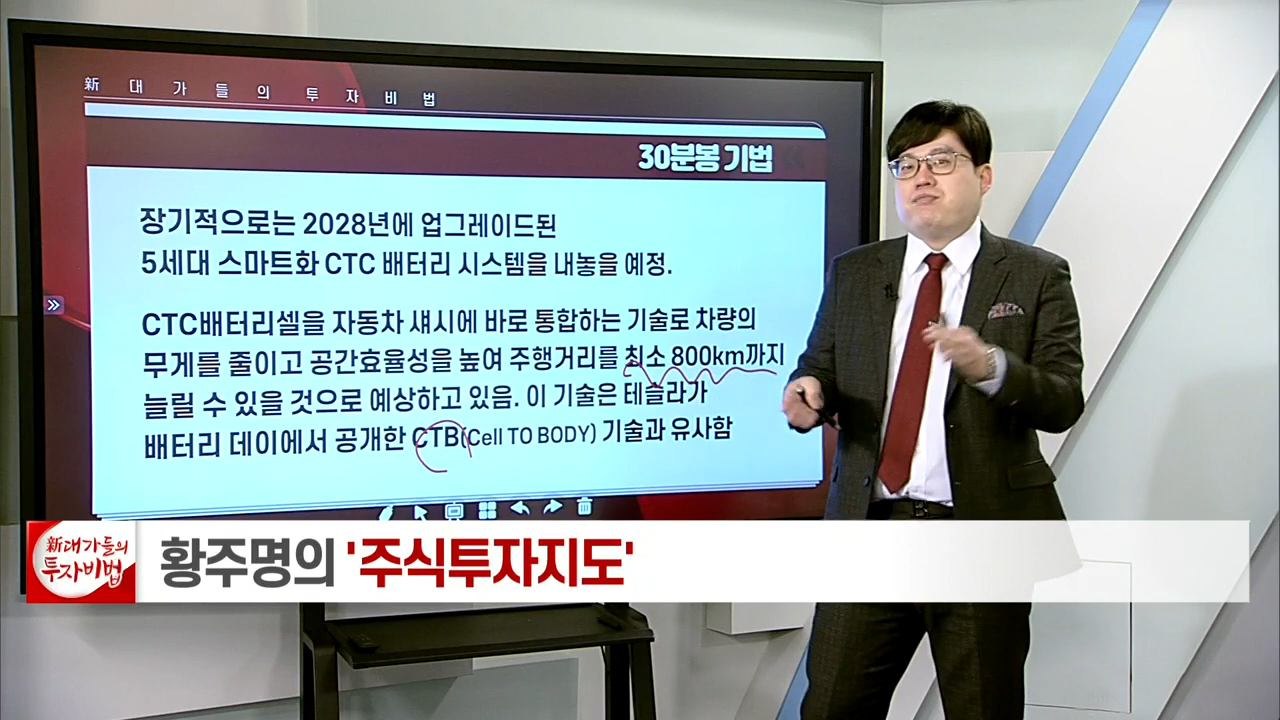 新 대 가 들 의 투 자 비 법
30분봉 기법
장기적으로는 2028년에 업그레이드된
5세대 스마트화 CTC 배터리 시스템을 내놓을 예정.
CTC배터리셀을 자동차 섀시에 바로 통합하는 기술로 차량의
무게를 줄이고 공간효율성을 높여 주행거리를 최소 800km까지
늘릴 수 있을 것으로 예상하고 있음. 이 기술은 테슬라가
배터리 데이에서 공개한 CTB(Cell TO BODY) 기술과 유사함
新대가들의
투자비법
황주명의 '주식투자지도'